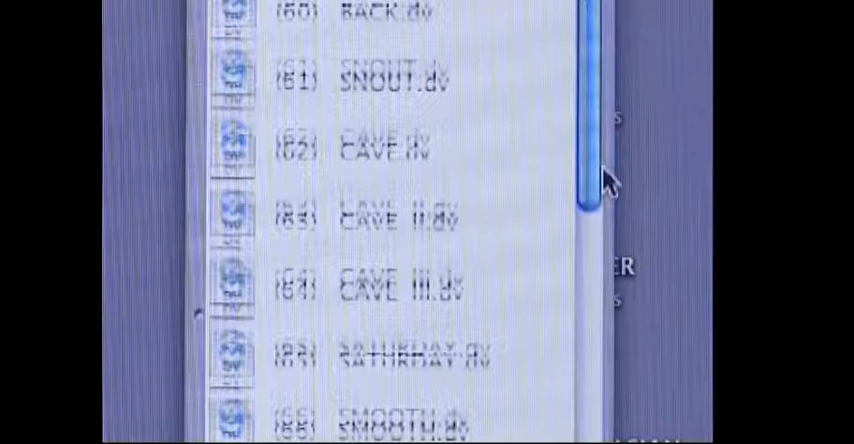 (60) BACK.dv
(61) SNOUT.dv
(62) CAVE.dv
(63) CAVE II.dv
(64) CAVE III.dv
(65) SATURDAY.dv
(66) SMOOTH.dv
S
ER
S